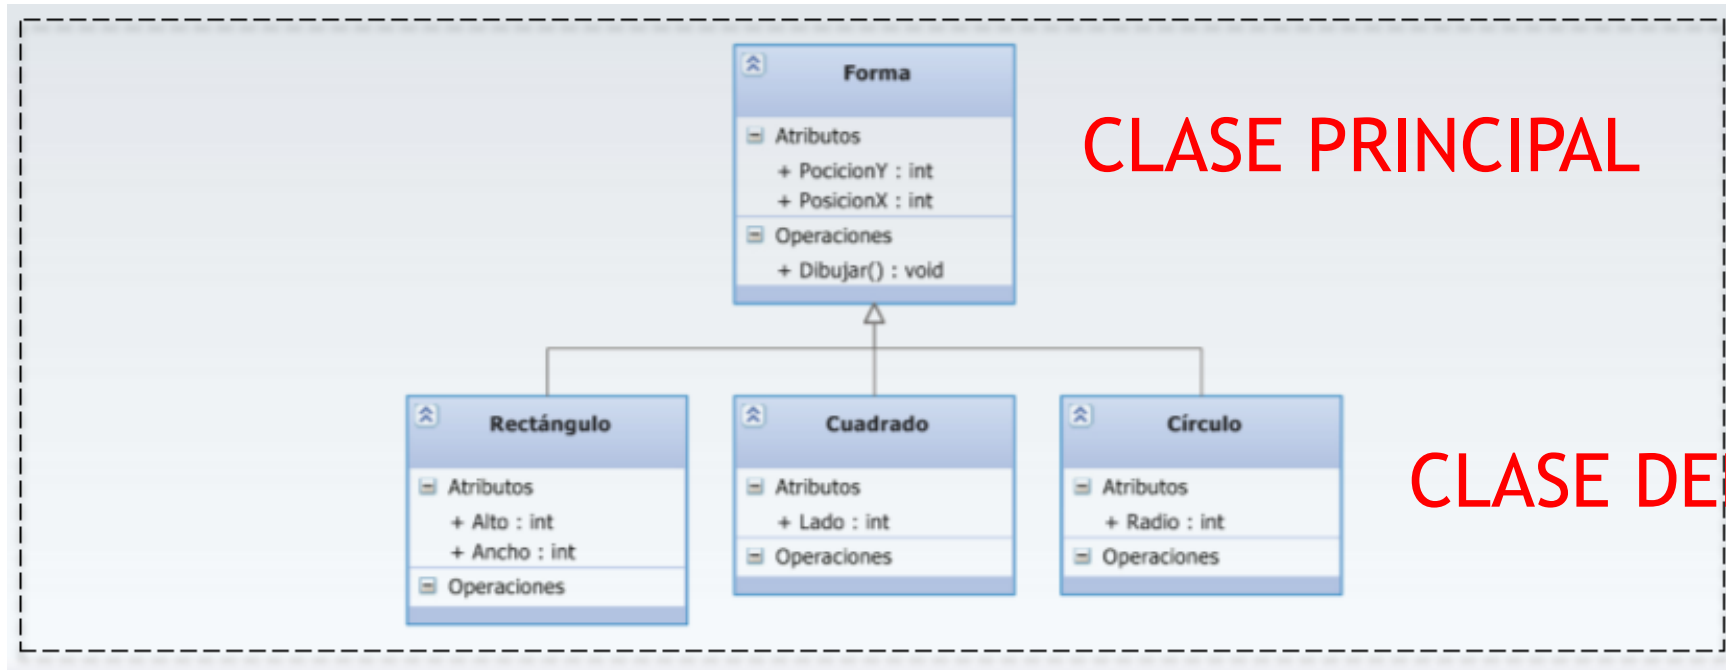 Forma
Atributos
+ PocicionY : int
+ PosicionX : int
Operaciones
+ Dibujar() : void
CLASE PRINCIPAL
Rectángulo
Atributos
+ Alto : int
+ Ancho : int
Operaciones
Cuadrado
Atributos
+ Lado : int
Operaciones
Círculo
Atributos
+ Radio : int
Operaciones
CLASE DE